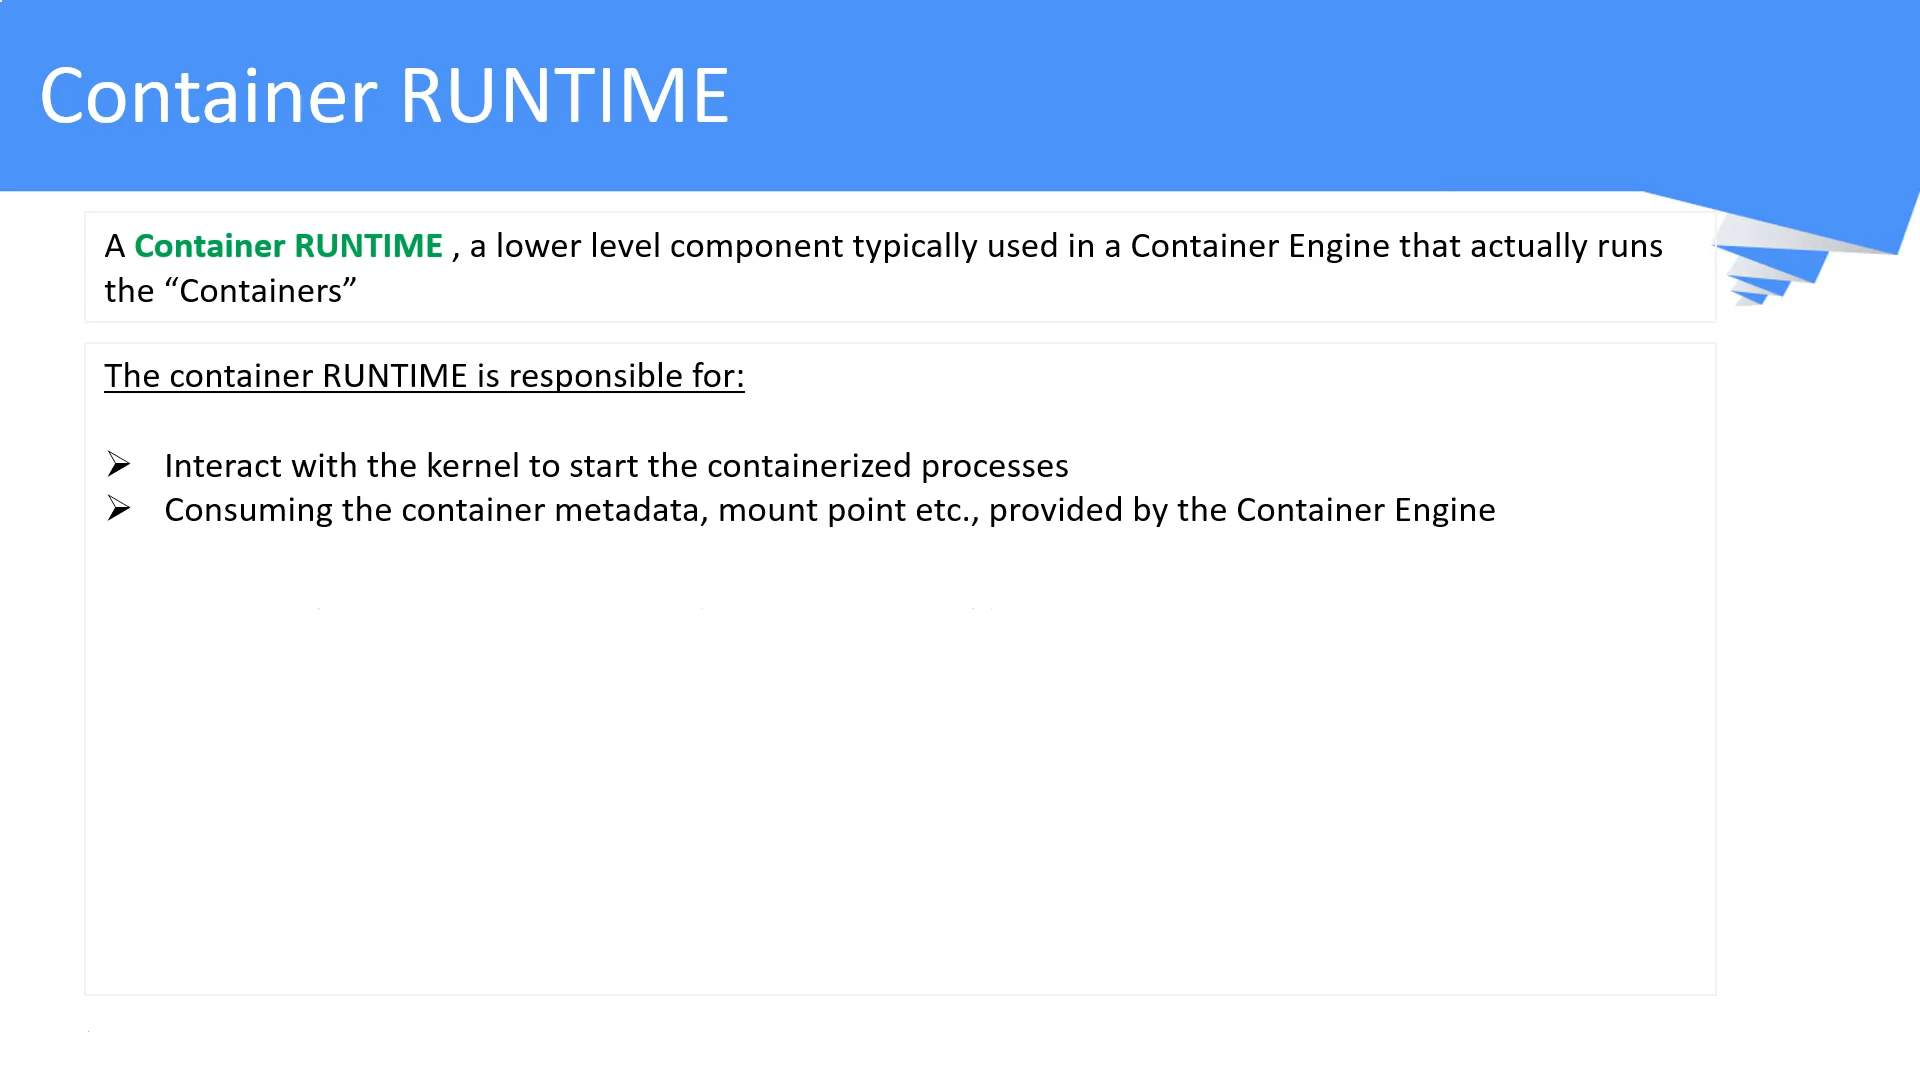 Container RUNTIME
A Container RUNTIME , a lower level component typically used in a Container Engine that actually runs
the “Containers”
The container RUNTIME is responsible for:
➢ Interact with the kernel to start the containerized processes
➢ Consuming the container metadata, mount point etc., provided by the Container Engine